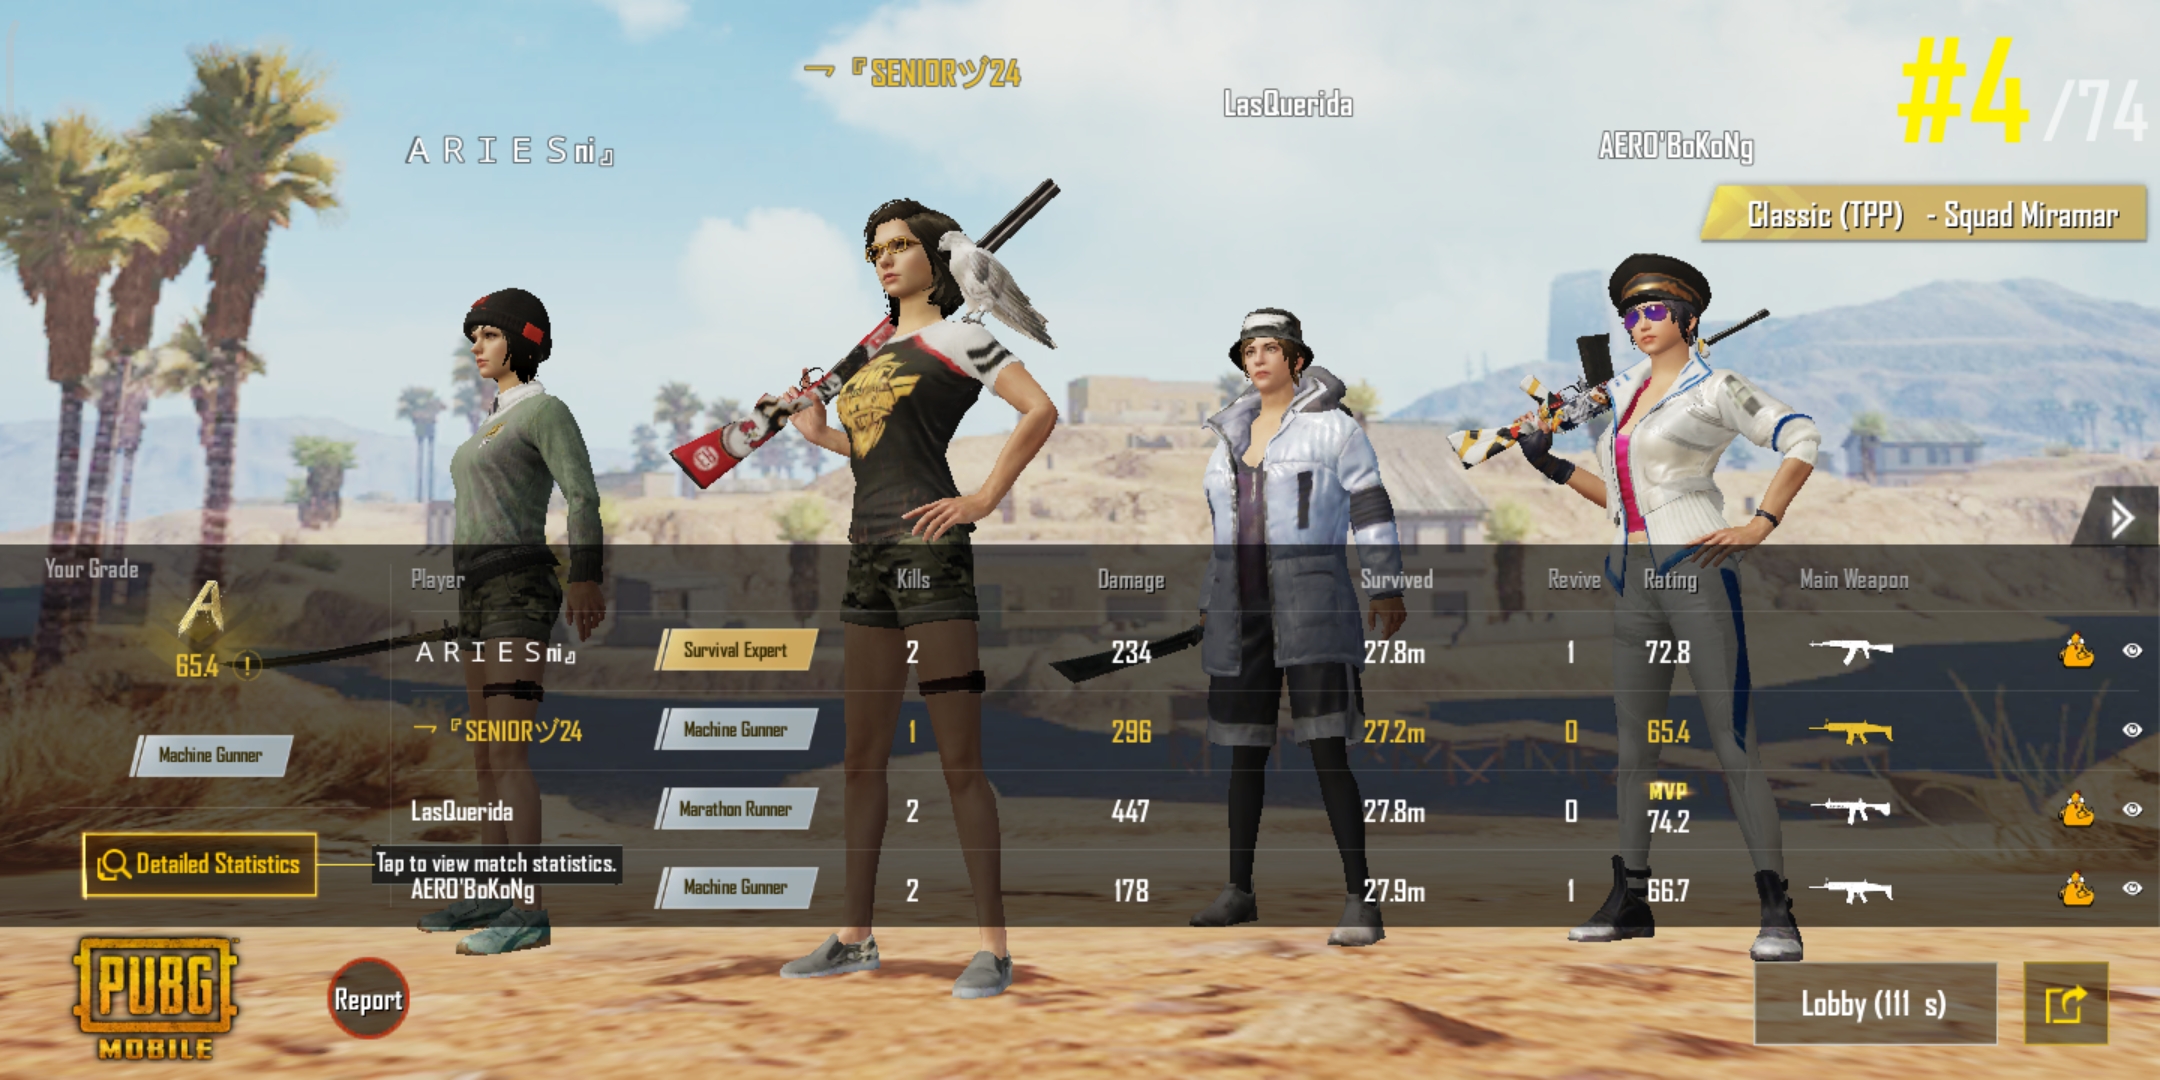 #4 /74
￢『SENIORヅ24
LasQuerida
ＡＲＩＥＳni』
AERO'BoKoNg
Classic (TPP) - Squad Miramar
Your Grade
A
65.4 !
Machine Gunner
Player Kills Damage Survived Revive Rating Main Weapon
ＡＲＩＥＳni』 Survival Expert 2 234 27.8m 1 72.8
￢『SENIORヅ24 Machine Gunner 1 296 27.2m 0 65.4
MVP
LasQuerida Marathon Runner 2 447 27.8m 0 74.2
Detailed Statistics
Tap to view match statistics.
AERO'BoKoNg Machine Gunner 2 178 27.9m 1 66.7
PUBG
MOBILE
Report
Lobby (111 s)